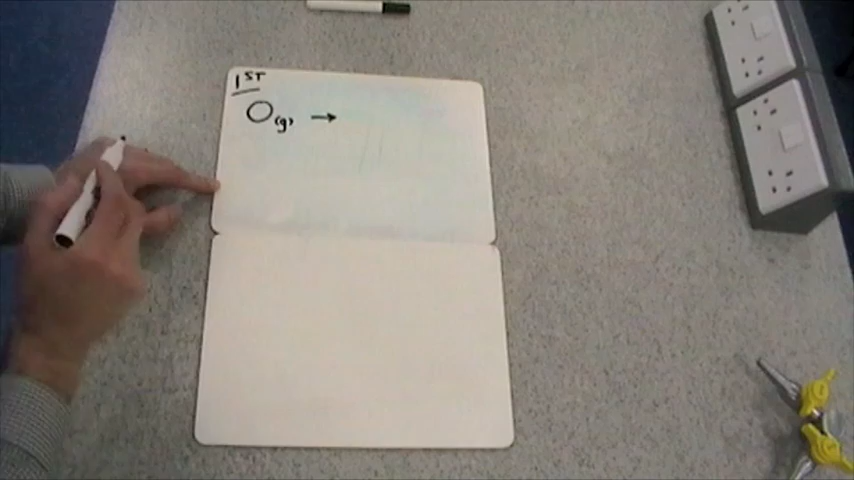 1ST
O(g) →